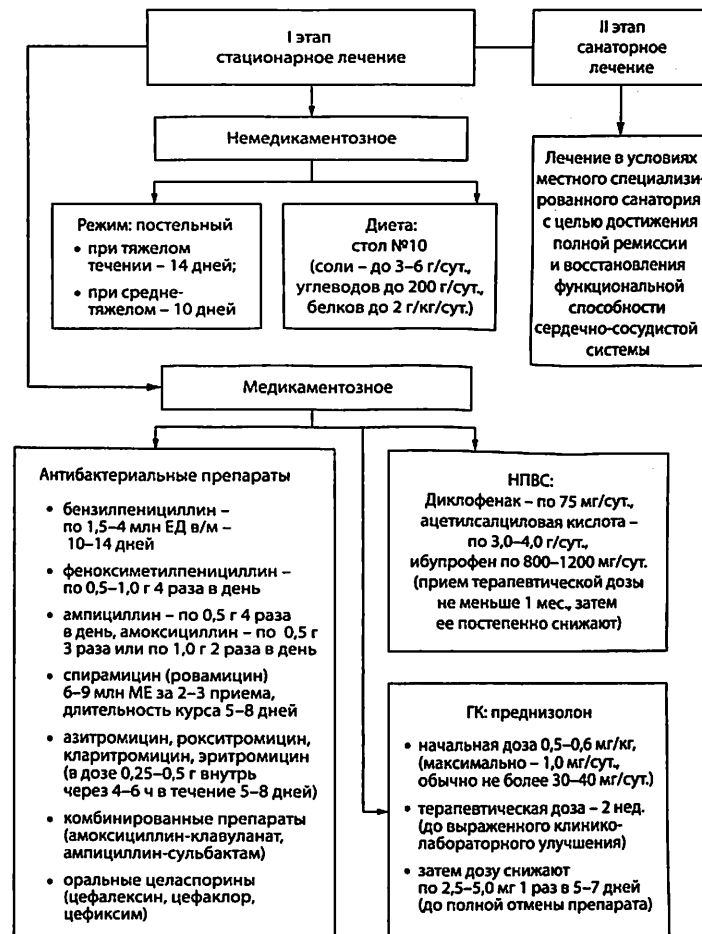 I этап
стационарное лечение
II этап
санаторное
лечение
Немедикаментозное
Режим: постельный
• при тяжелом
течении – 14 дней;
• при средне-
тяжелом – 10 дней
Диета:
стол №10
(соли – до 3–6 г/сут.,
углеводов до 200 г/сут.,
белков до 2 г/кг/сут.)
Лечение в условиях
местного специализи-
рованного санатория
с целью достижения
полной ремиссии
и восстановления
функциональной
способности
сердечно-сосудистой
системы
Медикаментозное
Антибактериальные препараты
• бензилпенициллин –
по 1,5–4 млн ЕД в/м –
10–14 дней
• феноксиметилпенициллин –
по 0,5–1,0 г 4 раза в день
• ампициллин – по 0,5 г 4 раза
в день, амоксициллин – по 0,5 г
3 раза или по 1,0 г 2 раза в день
• спирамицин (ровамицин)
6–9 млн МЕ за 2–3 приема,
длительность курса 5–8 дней
• азитромицин, рокситромицин,
кларитромицин, эритромицин
(в дозе 0,25–0,5 г внутрь
через 4–6 ч в течение 5–8 дней)
• комбинированные препараты
(амоксициллин-клавуланат,
ампициллин-сульбактам)
• оральные целаспорины
(цефалексин, цефаклор,
цефиксим)
НПВС:
Диклофенак – по 75 мг/сут.,
ацетилсалциловая кислота –
по 3,0–4,0 г/сут.,
ибупрофен по 800–1200 мг/сут.
(прием терапевтической дозы
не меньше 1 мес., затем
ее постепенно снижают)
ГК: преднизолон
• начальная доза 0,5–0,6 мг/кг,
(максимально – 1,0 мг/сут.,
обычно не более 30–40 мг/сут.)
• терапевтическая доза – 2 нед.
(до выраженного клинико-
лабораторного улучшения)
• затем дозу снижают
по 2,5–5,0 мг 1 раз в 5–7 дней
(до полной отмены препарата)